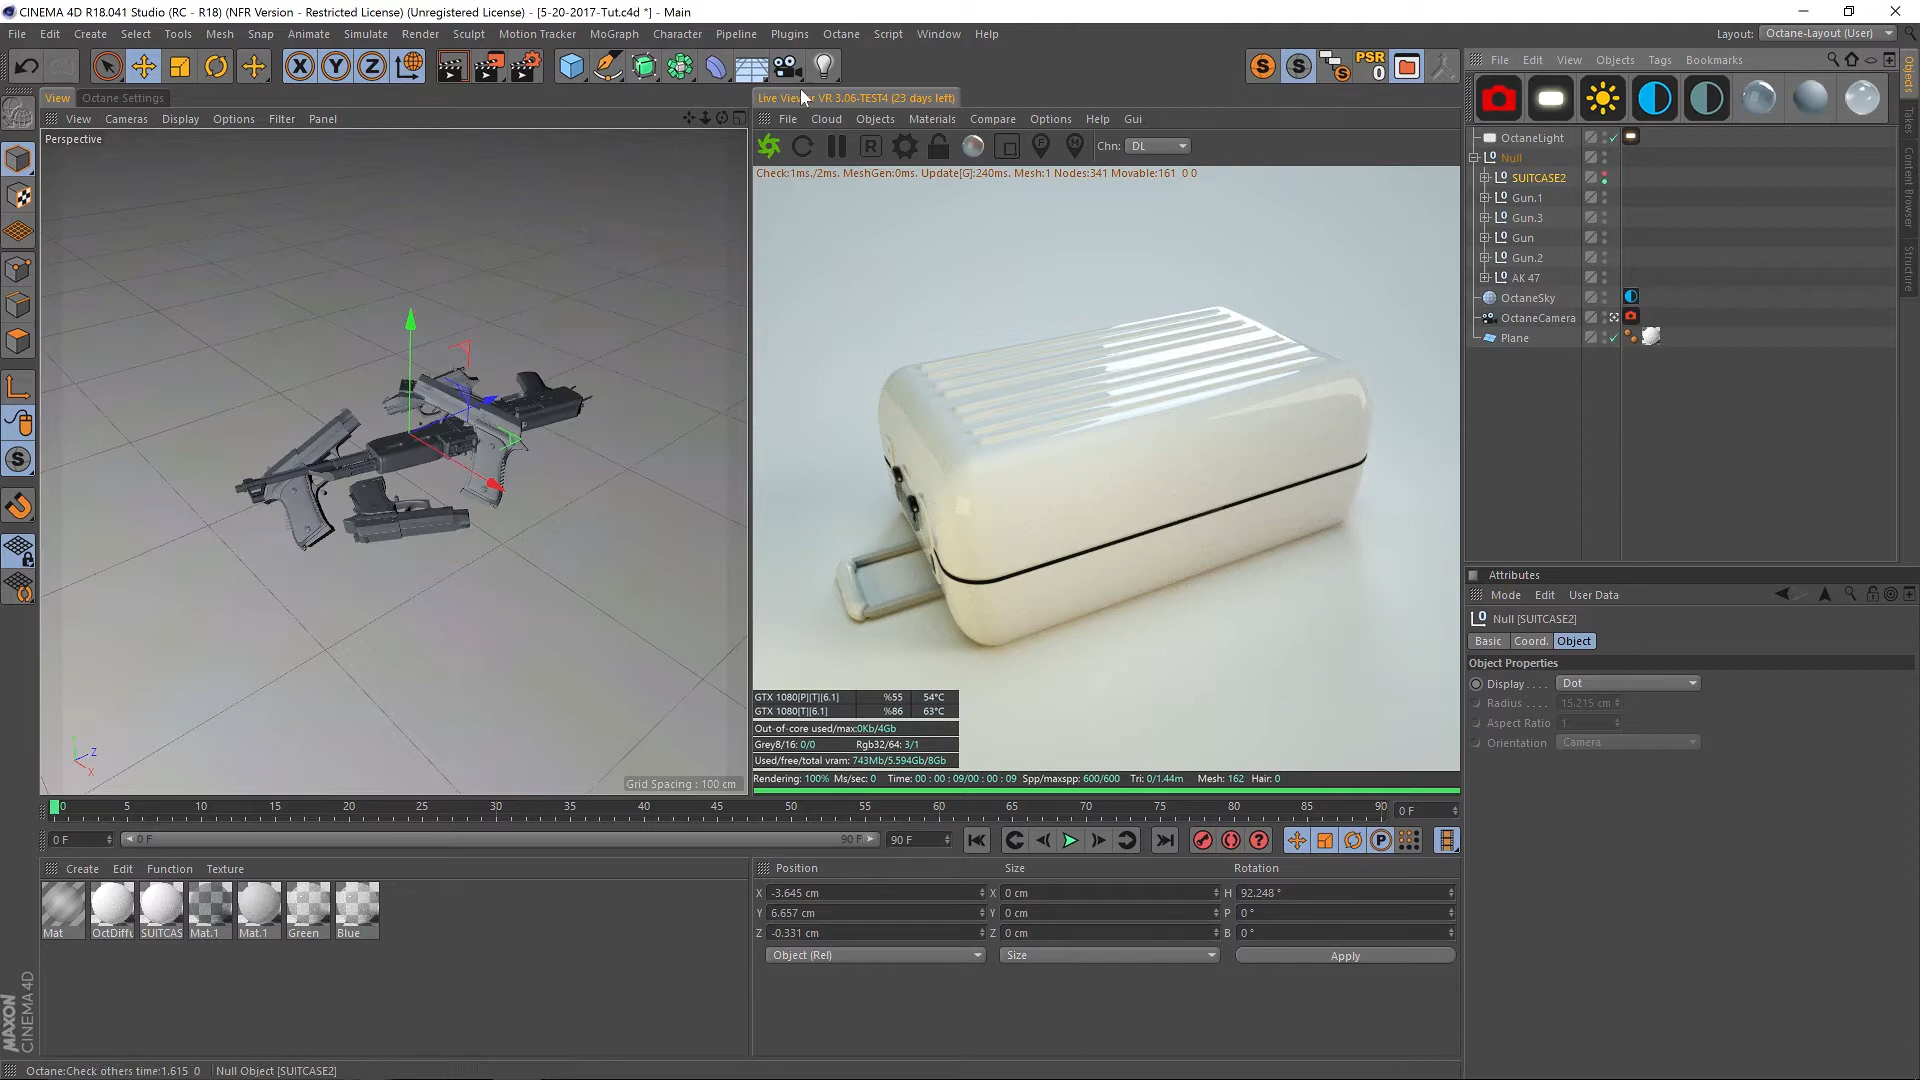 CINEMA 4D R18.041 Studio (RC - R18) (NFR Version - Restricted License) (Unregistered License) - [5-20-2017-Tut.c4d *] - Main
File Edit Create Select Tools Mesh Snap Animate Simulate Render Sculpt Motion Tracker MoGraph Character Pipeline Plugins Octane Script Window Help
Layout: Octane-Layout (User)
X Y Z
S S S PSR 0
File Edit View Objects Tags Bookmarks
View Octane Settings
View Cameras Display Options Filter Panel
Perspective
VR 3.06-TEST4 (23 days left)
File Cloud Objects Materials Compare Options Help Gui
Chn: DL
Check:1ms./2ms. MeshGen:0ms. Update[G]:240ms. Mesh:1 Nodes:341 Movable:161 0 0
OctaneLight
Null
SUITCASE2
Gun.1
Gun.3
Gun
Gun.2
AK 47
OctaneSky
OctaneCamera
Plane
Objects
Takes
Content Browser
Structure
Attributes
Mode Edit User Data
Null [SUITCASE2]
Basic Coord. Object
Object Properties
Display . . . . Dot
Radius . . . . 15.215 cm
Aspect Ratio 1
Orientation Camera
GTX 1080[P][T][6.1] %55 54°C
GTX 1080[T][6.1] %86 63°C
Out-of-core used/max:0Kb/4Gb
Grey8/16: 0/0 Rgb32/64: 3/1
Used/free/total vram: 743Mb/5.594Gb/8Gb
Rendering: 100% Ms/sec: 0 Time: 00 : 00 : 09/00 : 00 : 09 Spp/maxspp: 600/600 Tri: 0/1.44m Mesh: 162 Hair: 0
Y Z X
Grid Spacing : 100 cm
0 5 10 15 20 25 30 35 40 45 50 55 60 65 70 75 80 85 90 0 F
0 F 0 F 90 F 90 F
Create Edit Function Texture
Mat OctDiffu SUITCAS Mat.1 Mat.1 Green Blue
Position Size Rotation
X -3.645 cm X 0 cm H 92.248 °
Y 6.657 cm Y 0 cm P 0 °
Z -0.331 cm Z 0 cm B 0 °
Object (Rel) Size Apply
MAXON
CINEMA 4D
Octane:Check others time:1.615 0 Null Object [SUITCASE2]